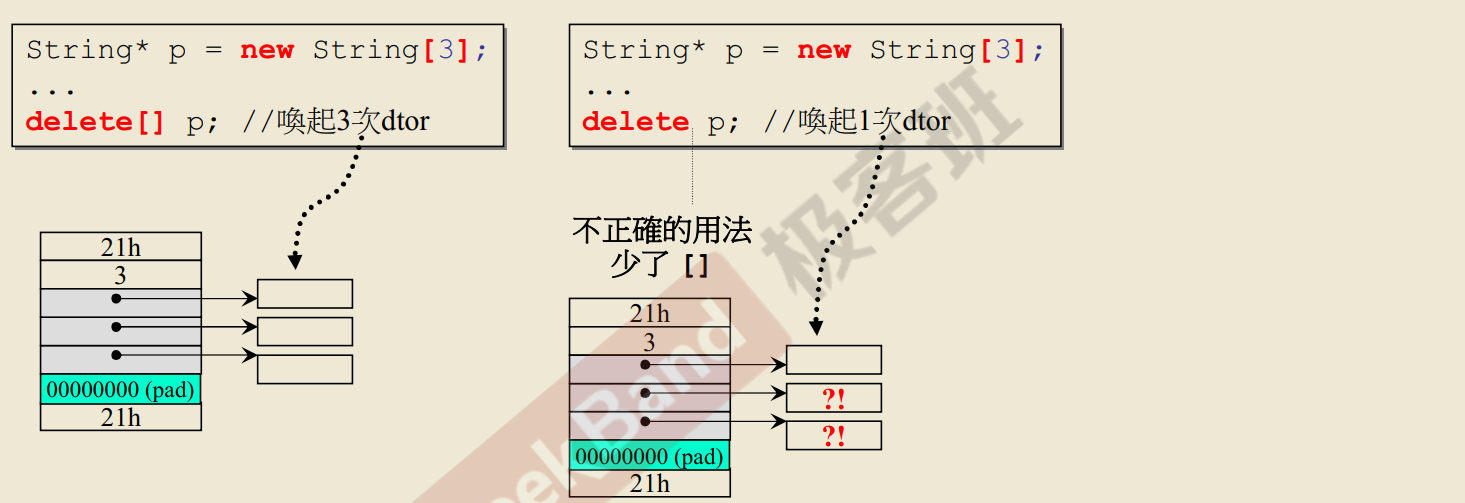 String* p = new String[3];
...
delete[] p; //喚起3次dtor
21h
3
00000000 (pad)
21h
String* p = new String[3];
...
delete p; //喚起1次dtor
不正確的用法
少了 []
21h
3
?!
?!
00000000 (pad)
21h
eekBand
极客班